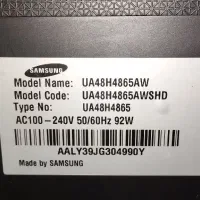 SAMSUNG
Model Name: UA48H4865AW
Model Code: UA48H4865AWSHD
Type No: UA48H4865
AC100-240V 50/60Hz 92W
AALY39JG304990Y
Made by SAMSUNG